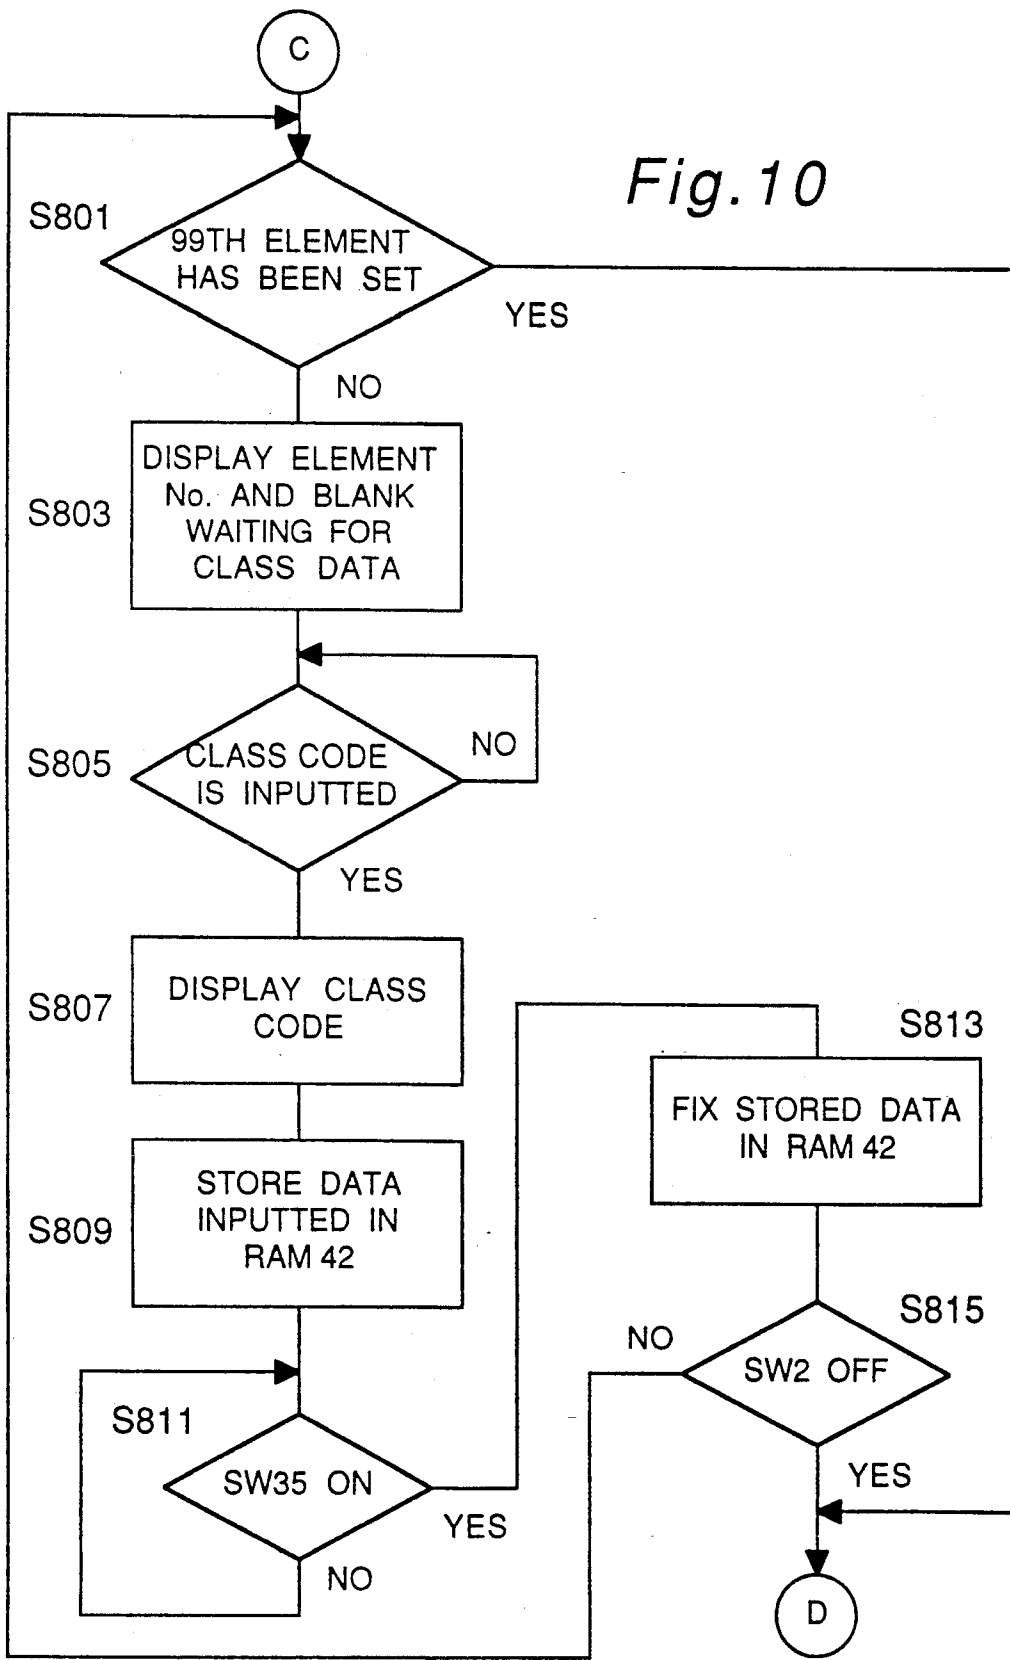 C
Fig.10
S801
99TH ELEMENT
HAS BEEN SET
YES
NO
S803
DISPLAY ELEMENT
No. AND BLANK
WAITING FOR
CLASS DATA
S805
CLASS CODE
IS INPUTTED
NO
YES
S807
DISPLAY CLASS
CODE
S809
STORE DATA
INPUTTED IN
RAM 42
S811
SW35 ON
YES
NO
S813
FIX STORED DATA
IN RAM 42
S815
SW2 OFF
NO
YES
D